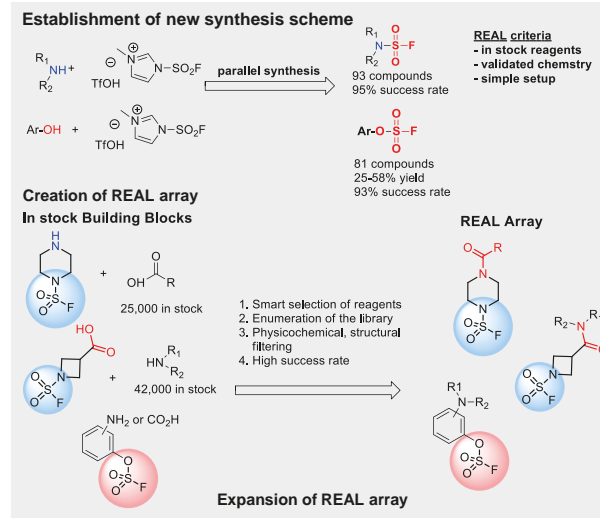 Establishment of new synthesis scheme
R1
NH
R2
+
N
+
N
SO2F
−
TfOH
parallel synthesis
R1
N
R2
O
S
F
O
93 compounds
95% success rate
REAL criteria
- in stock reagents
- validated chemstry
- simple setup
Ar-OH +
N
+
N
SO2F
−
TfOH
O
Ar-O-S-F
O
81 compounds
25-58% yield
93% success rate
Creation of REAL array
In stock Building Blocks
REAL Array
H
N
N
O
S
O
F
+
O
OH
R
25,000 in stock
1. Smart selection of reagents
2. Enumeration of the library
3. Physicochemical, structural
filtering
4. High success rate
O
R
N
N
O
S
O
F
HO
O
N
O
S
O
F
+
R1
HN
R2
42,000 in stock
R1
R2
N
O
N
O
S
O
F
NH2 or CO2H
O
O
S
F
O
R1
N
R2
O
O
S
F
O
Expansion of REAL array